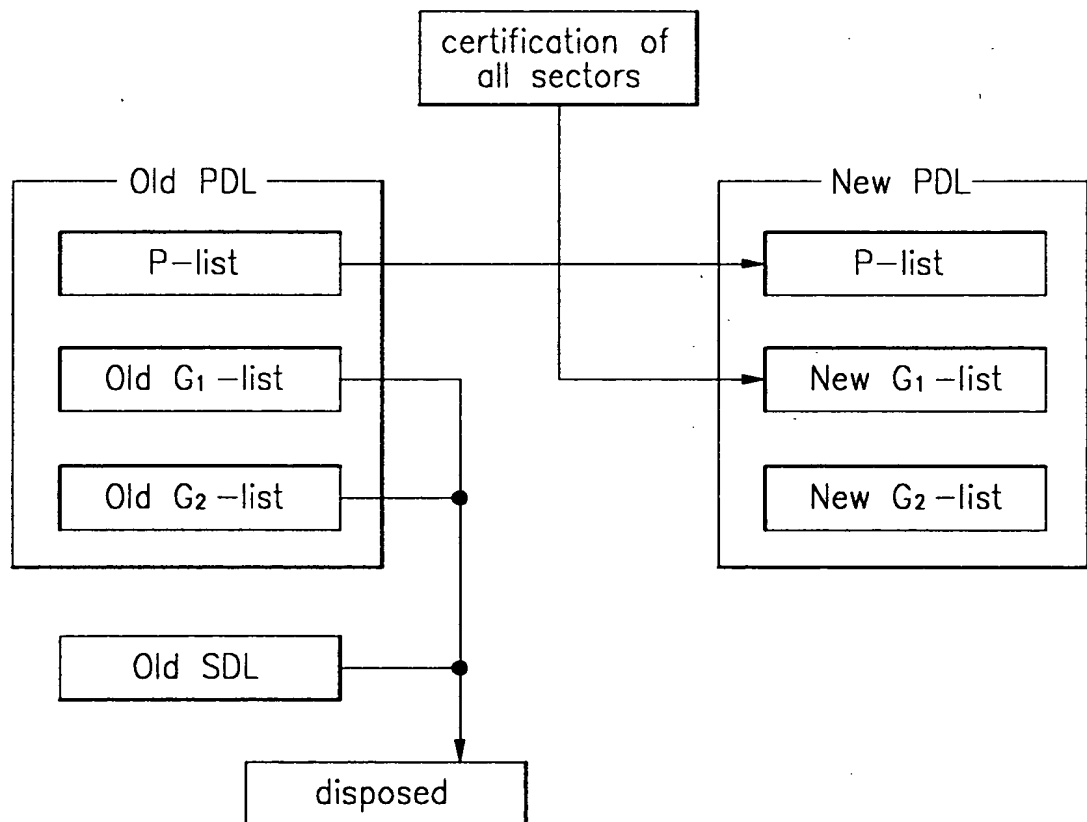 certification of
all sectors
Old PDL
P-list
Old G₁-list
Old G₂-list
Old SDL
disposed
New PDL
P-list
New G₁-list
New G₂-list